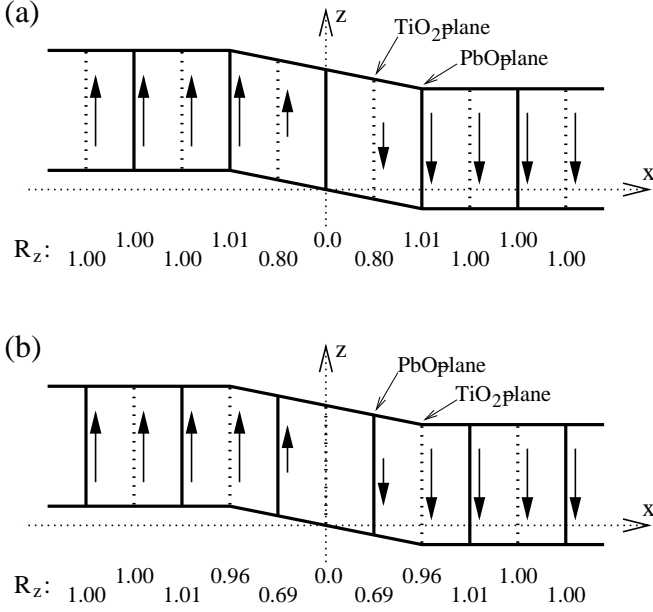 (a)
z
TiO2plane
PbOplane
x
1.00 1.01 0.0 1.01 1.00
Rz:
1.00 1.00 0.80 0.80 1.00 1.00
(b)
z
PbOplane
TiO2plane
x
1.00 0.96 0.0 0.96 1.00
Rz:
1.00 1.01 0.69 0.69 1.01 1.00